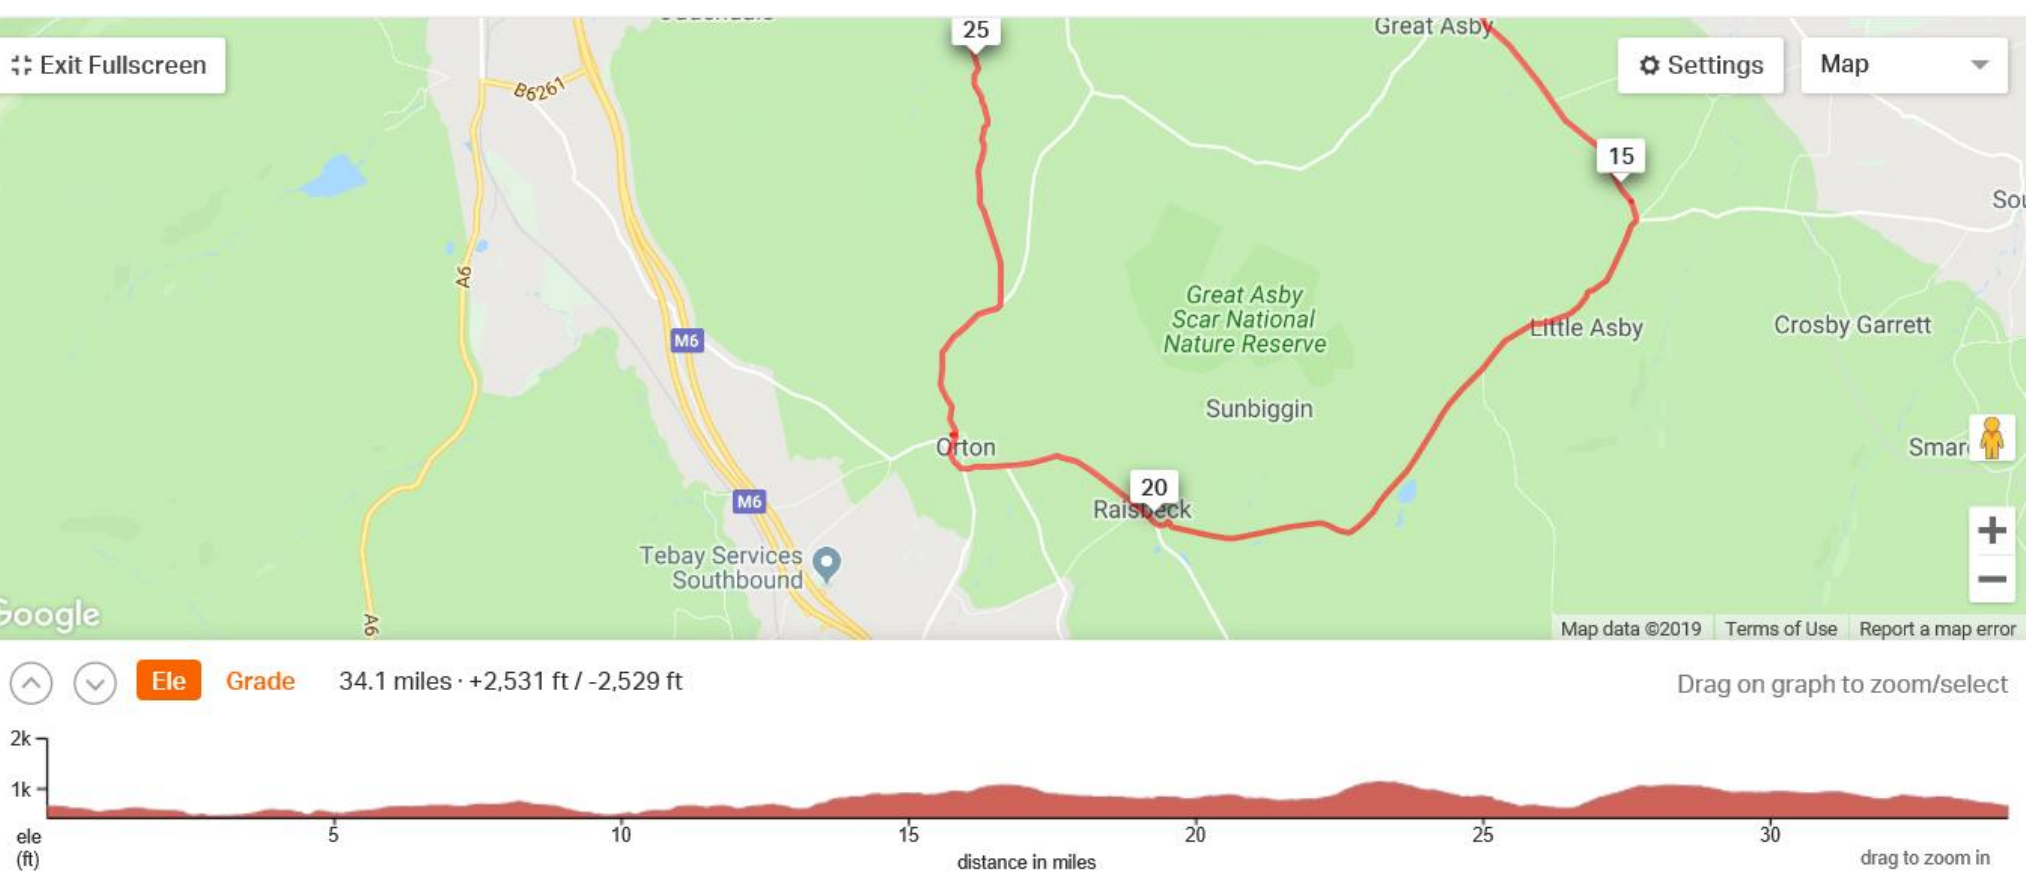 25
Great Asby
Exit Fullscreen
Settings
Map
B6261
15
A6
Great Asby
Scar National
Nature Reserve
M6
Little Asby
Crosby Garrett
Sunbiggin
Orton
20
Raisbeck
M6
Tebay Services
Southbound
A6
Google
Map data ©2019
Terms of Use
Report a map error
Ele
Grade
34.1 miles · +2,531 ft / -2,529 ft
Drag on graph to zoom/select
2k
1k
5
10
15
20
25
30
ele
(ft)
distance in miles
drag to zoom in